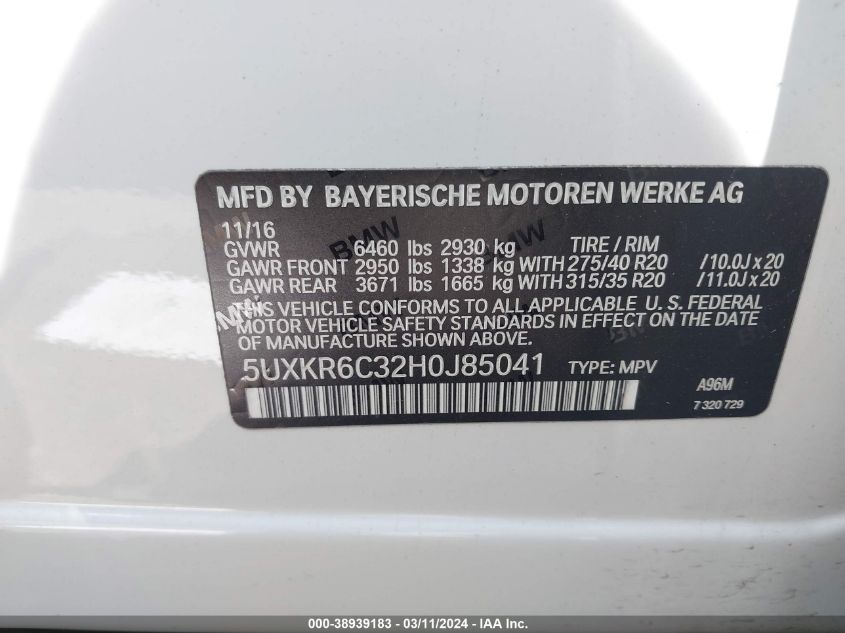 MFD BY BAYERISCHE MOTOREN WERKE AG
11/16
GVWR 6460 lbs 2930 kg TIRE / RIM
GAWR FRONT 2950 lbs 1338 kg WITH 275/40 R20 /10.0J x 20
GAWR REAR 3671 lbs 1665 kg WITH 315/35 R20 /11.0J x 20
THIS VEHICLE CONFORMS TO ALL APPLICABLE U. S. FEDERAL
MOTOR VEHICLE SAFETY STANDARDS IN EFFECT ON THE DATE
OF MANUFACTURE SHOWN ABOVE.
5UXKR6C32H0J85041 TYPE: MPV
A96M
7 320 729
000-38939183 - 03/11/2024 - IAA Inc.